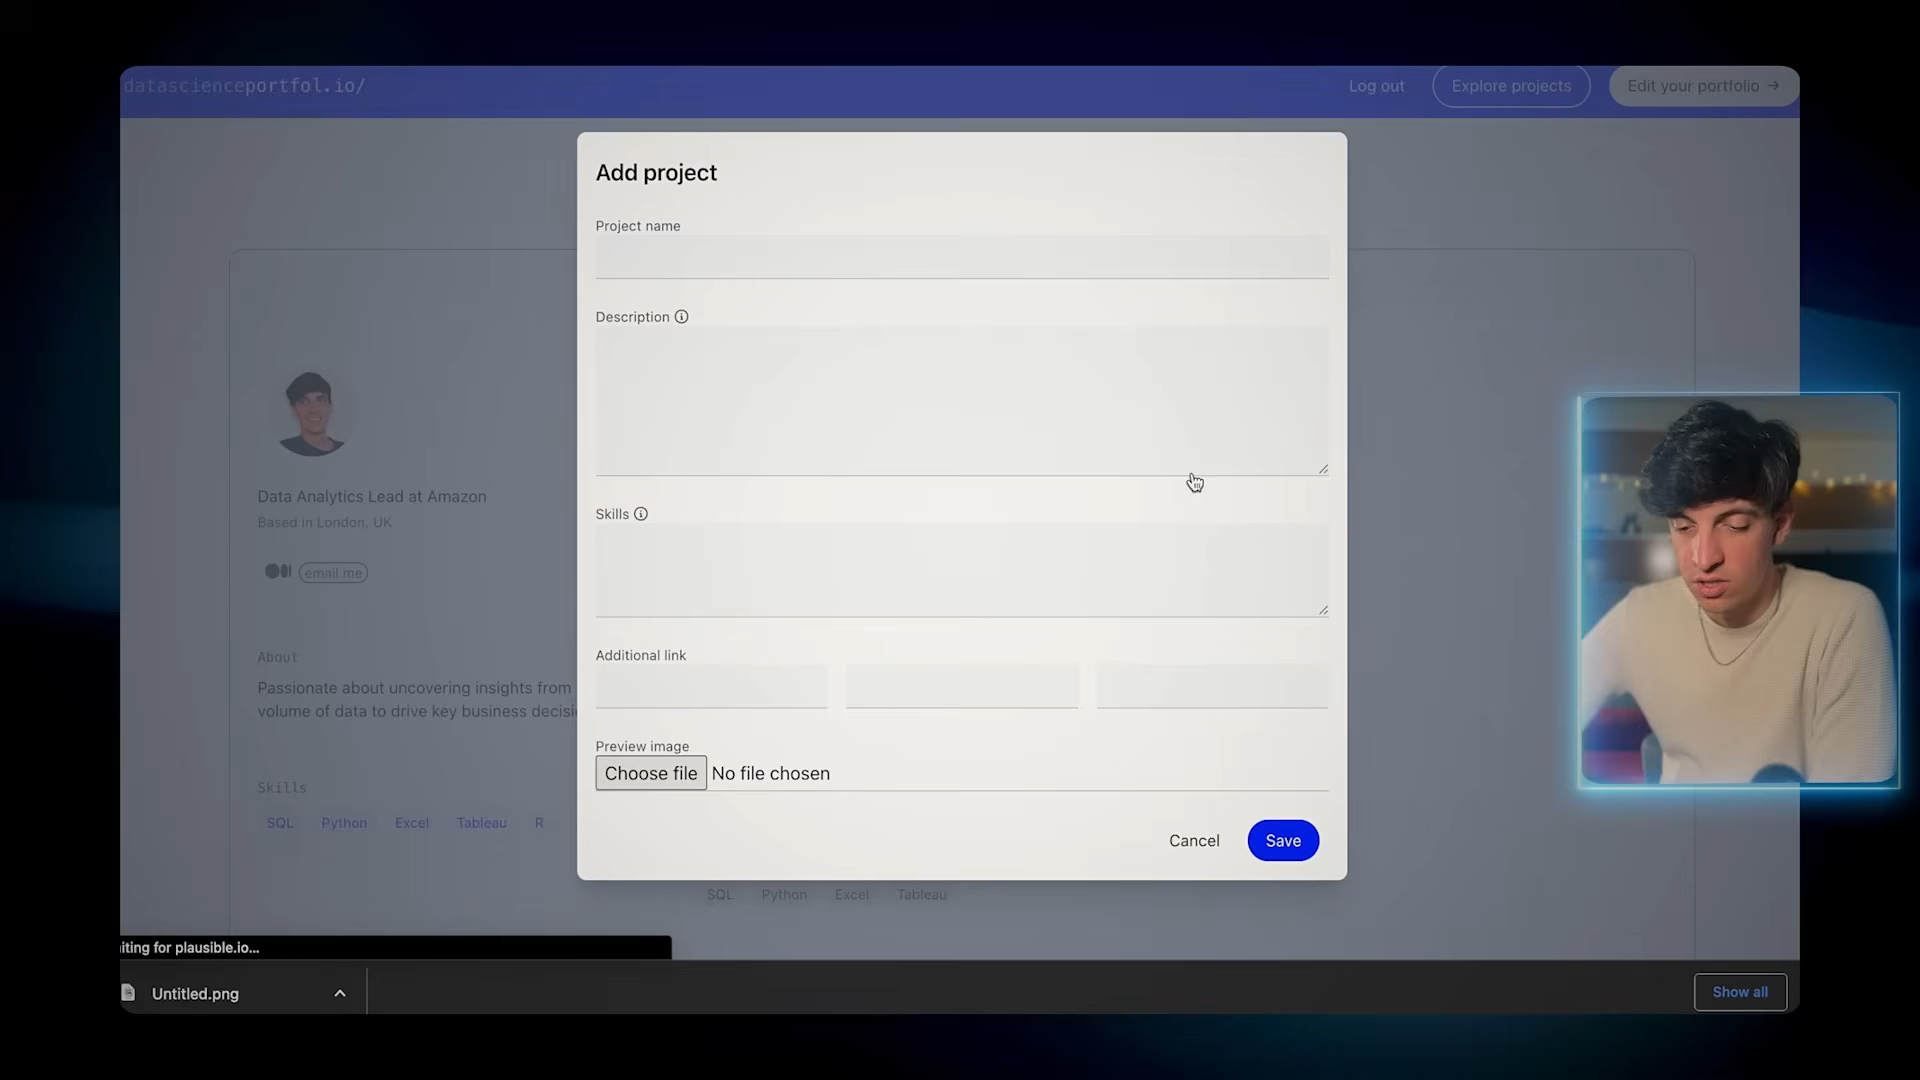 datascienceportfol.io/
Log out
Explore projects
Edit your portfolio →
Add project
Project name
Description
Skills
Additional link
Preview image
Choose file No file chosen
Cancel
Save
Data Analytics Lead at Amazon
Based in London, UK
email me
About
Passionate about uncovering insights from
volume of data to drive key business decisi
Skills
SQL Python Excel Tableau R
SQL Python Excel Tableau
iting for plausible.io...
Untitled.png
Show all